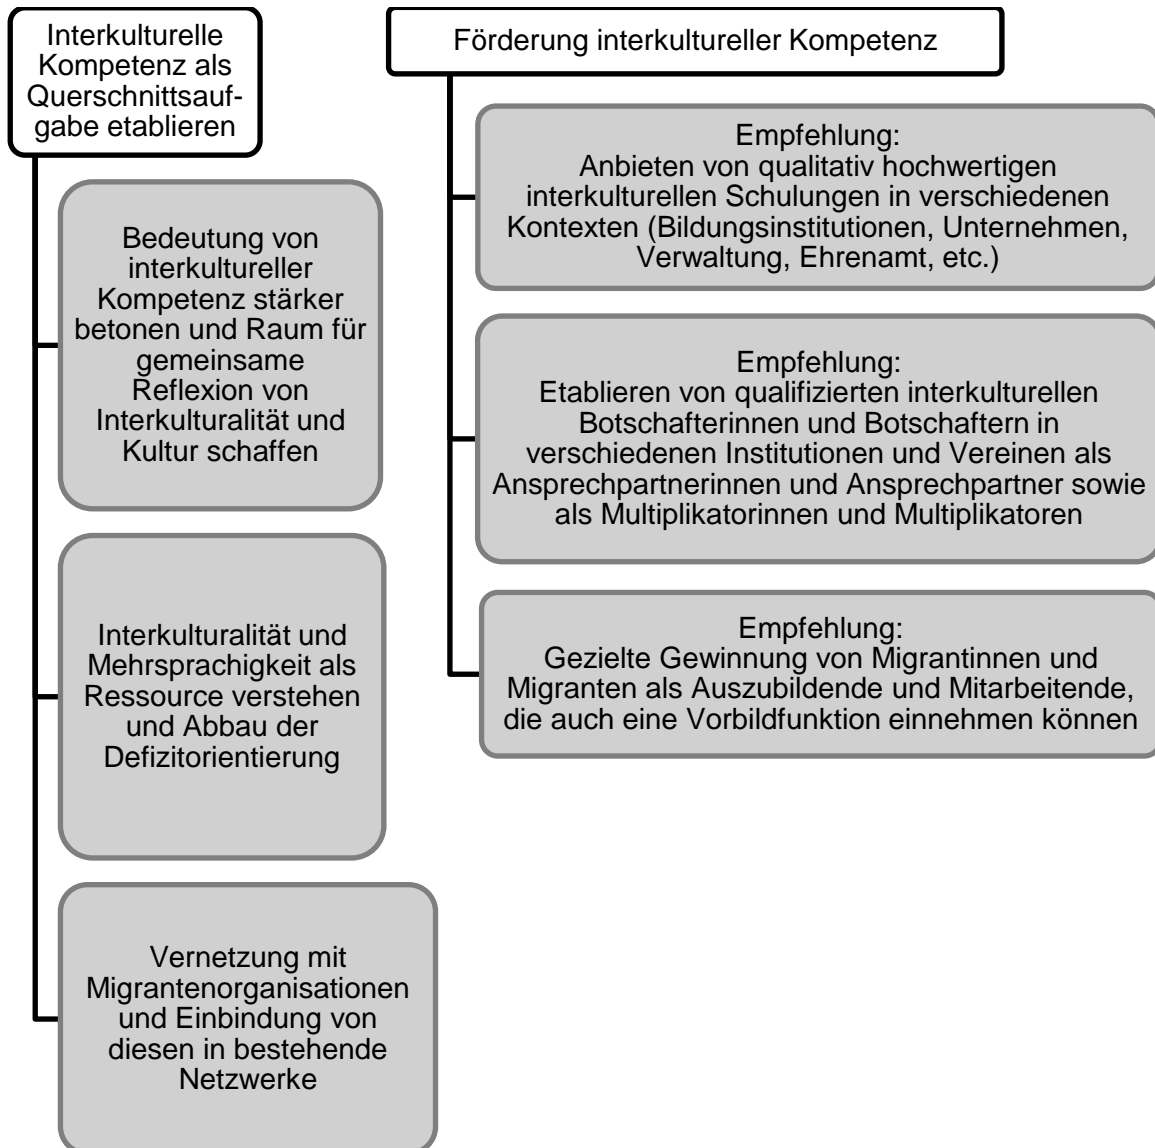 Interkulturelle
Kompetenz als
Querschnittsauf-
gabe etablieren
Bedeutung von
interkultureller
Kompetenz stärker
betonen und Raum für
gemeinsame
Reflexion von
Interkulturalität und
Kultur schaffen
Interkulturalität und
Mehrsprachigkeit als
Ressource verstehen
und Abbau der
Defizitorientierung
Vernetzung mit
Migrantenorganisationen
und Einbindung von
diesen in bestehende
Netzwerke
Förderung interkultureller Kompetenz
Empfehlung:
Anbieten von qualitativ hochwertigen
interkulturellen Schulungen in verschiedenen
Kontexten (Bildungsinstitutionen, Unternehmen,
Verwaltung, Ehrenamt, etc.)
Empfehlung:
Etablieren von qualifizierten interkulturellen
Botschafterinnen und Botschaftern in
verschiedenen Institutionen und Vereinen als
Ansprechpartnerinnen und Ansprechpartner sowie
als Multiplikatorinnen und Multiplikatoren
Empfehlung:
Gezielte Gewinnung von Migrantinnen und
Migranten als Auszubildende und Mitarbeitende,
die auch eine Vorbildfunktion einnehmen können